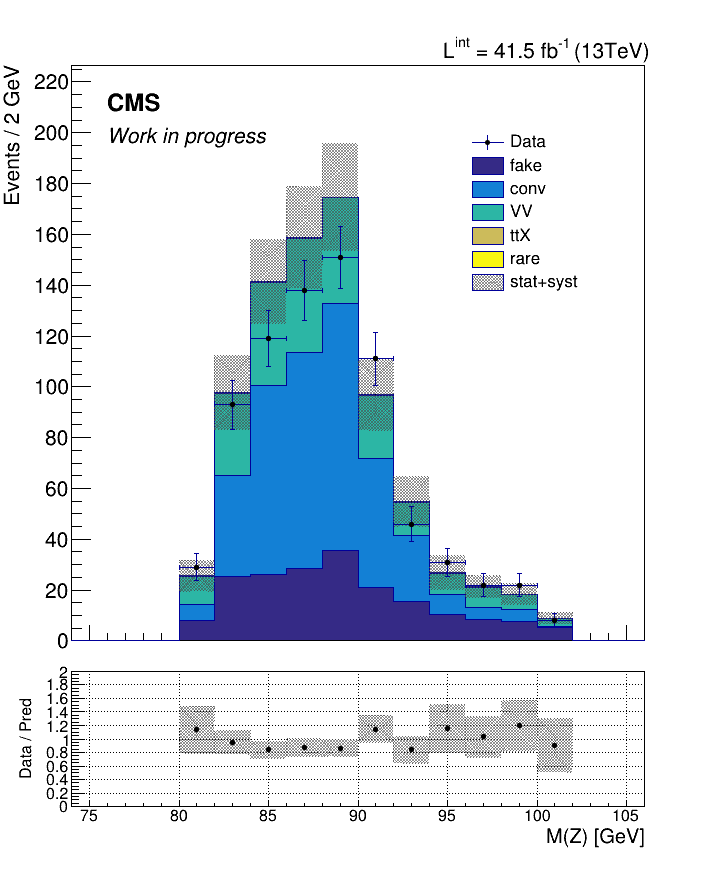 L^int = 41.5 fb^-1 (13TeV)
Events / 2 GeV
CMS
Work in progress
220
200
180
160
140
120
100
80
60
40
20
0
Data
fake
conv
VV
ttX
rare
stat+syst
Data / Pred
2
1.8
1.6
1.4
1.2
1
0.8
0.6
0.4
0.2
0
75 80 85 90 95 100 105
M(Z) [GeV]